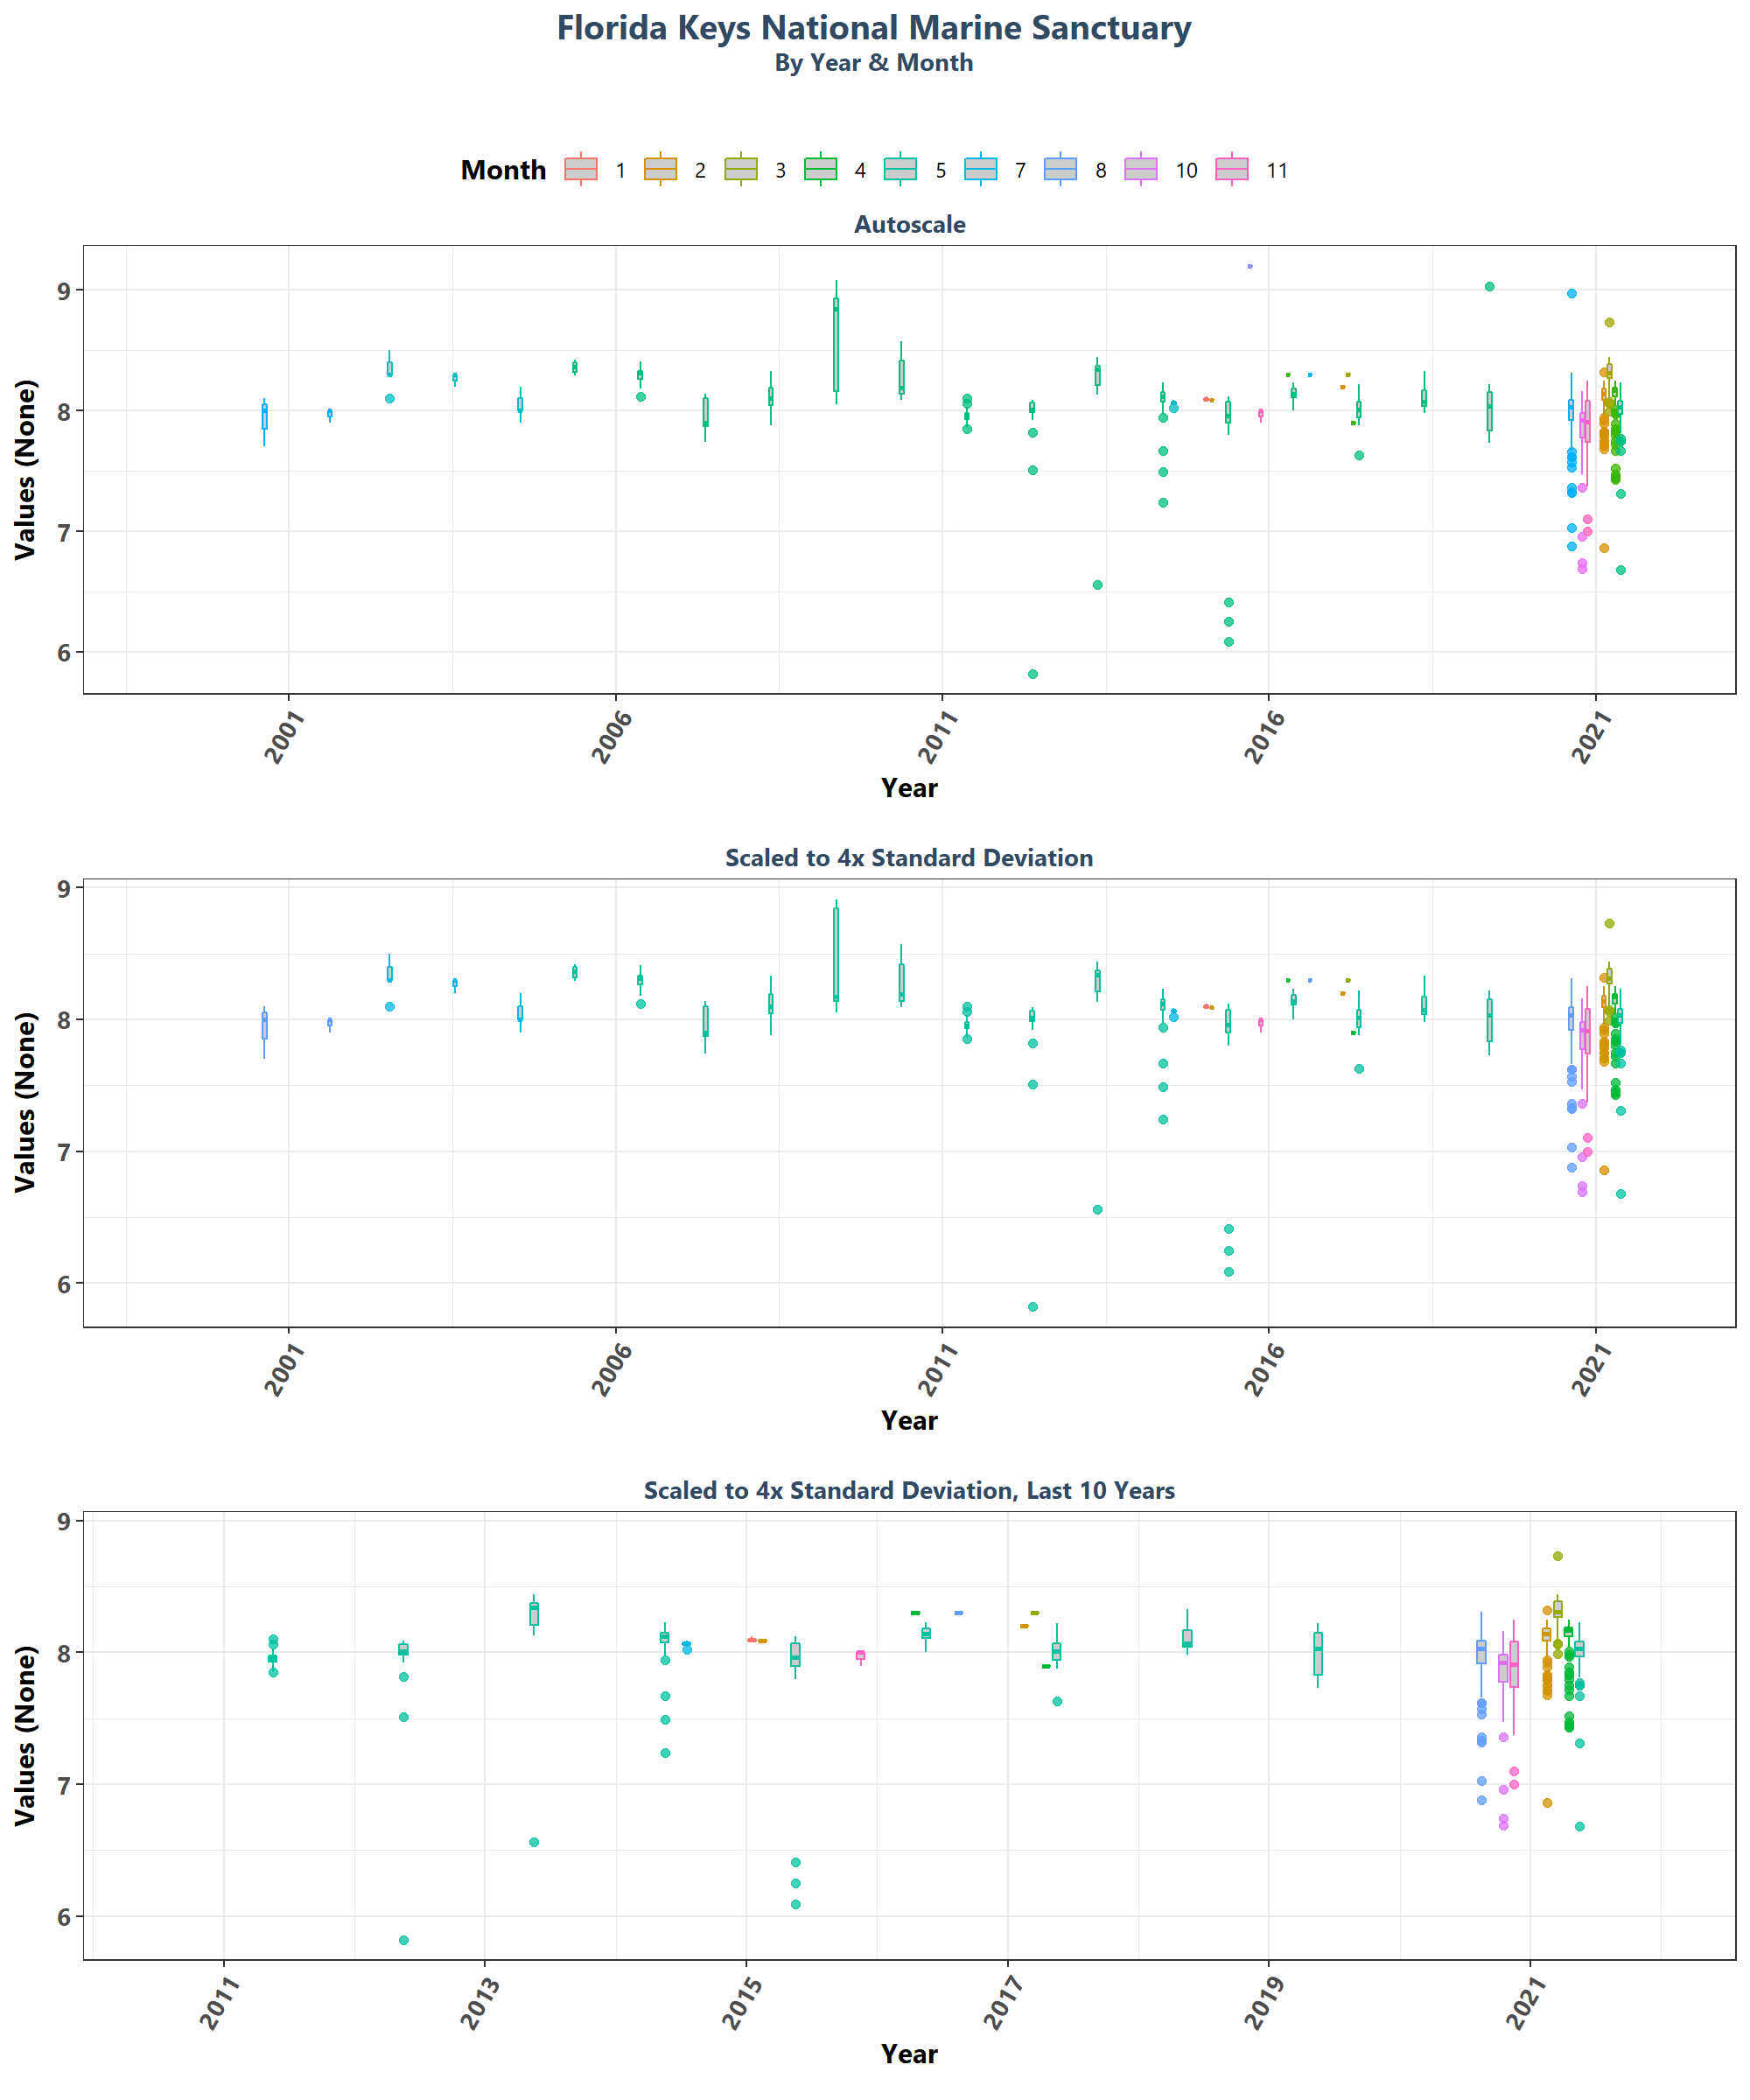 Florida Keys National Marine Sanctuary
By Year & Month
Month 1 2 3 4 5 7 8 10 11
Autoscale
Values (None)
9
8
7
6
2001 2006 2011 2016 2021
Year
Scaled to 4x Standard Deviation
Values (None)
9
8
7
6
2001 2006 2011 2016 2021
Year
Scaled to 4x Standard Deviation, Last 10 Years
Values (None)
9
8
7
6
2011 2013 2015 2017 2019 2021
Year